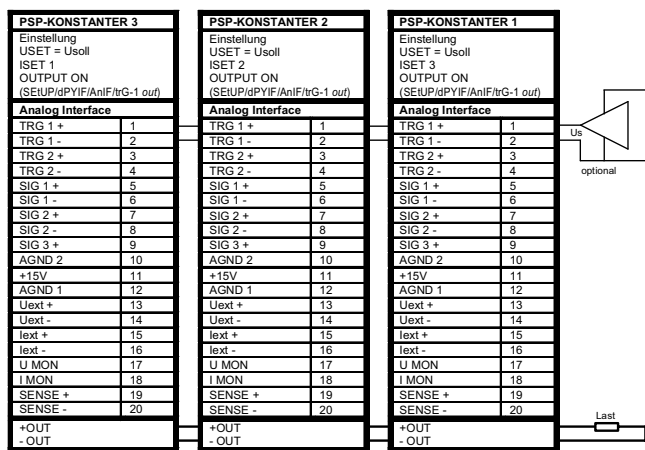 PSP-KONSTANTER 3
Einstellung
USET = Usoll
ISET 1
OUTPUT ON
(SEtUP/dPYIF/AnIF/trG-1 out)
Analog Interface
TRG 1 + 1
TRG 1 - 2
TRG 2 + 3
TRG 2 - 4
SIG 1 + 5
SIG 1 - 6
SIG 2 + 7
SIG 2 - 8
SIG 3 + 9
AGND 2 10
+15V 11
AGND 1 12
Uext + 13
Uext - 14
Iext + 15
Iext - 16
U MON 17
I MON 18
SENSE + 19
SENSE - 20
+OUT
- OUT
PSP-KONSTANTER 2
Einstellung
USET = Usoll
ISET 2
OUTPUT ON
(SEtUP/dPYIF/AnIF/trG-1 out)
Analog Interface
TRG 1 + 1
TRG 1 - 2
TRG 2 + 3
TRG 2 - 4
SIG 1 + 5
SIG 1 - 6
SIG 2 + 7
SIG 2 - 8
SIG 3 + 9
AGND 2 10
+15V 11
AGND 1 12
Uext + 13
Uext - 14
Iext + 15
Iext - 16
U MON 17
I MON 18
SENSE + 19
SENSE - 20
+OUT
- OUT
PSP-KONSTANTER 1
Einstellung
USET = Usoll
ISET 3
OUTPUT ON
(SEtUP/dPYIF/AnIF/trG-1 out)
Analog Interface
TRG 1 + 1
TRG 1 - 2
TRG 2 + 3
TRG 2 - 4
SIG 1 + 5
SIG 1 - 6
SIG 2 + 7
SIG 2 - 8
SIG 3 + 9
AGND 2 10
+15V 11
AGND 1 12
Uext + 13
Uext - 14
Iext + 15
Iext - 16
U MON 17
I MON 18
SENSE + 19
SENSE - 20
+OUT
- OUT
Us
optional
Last